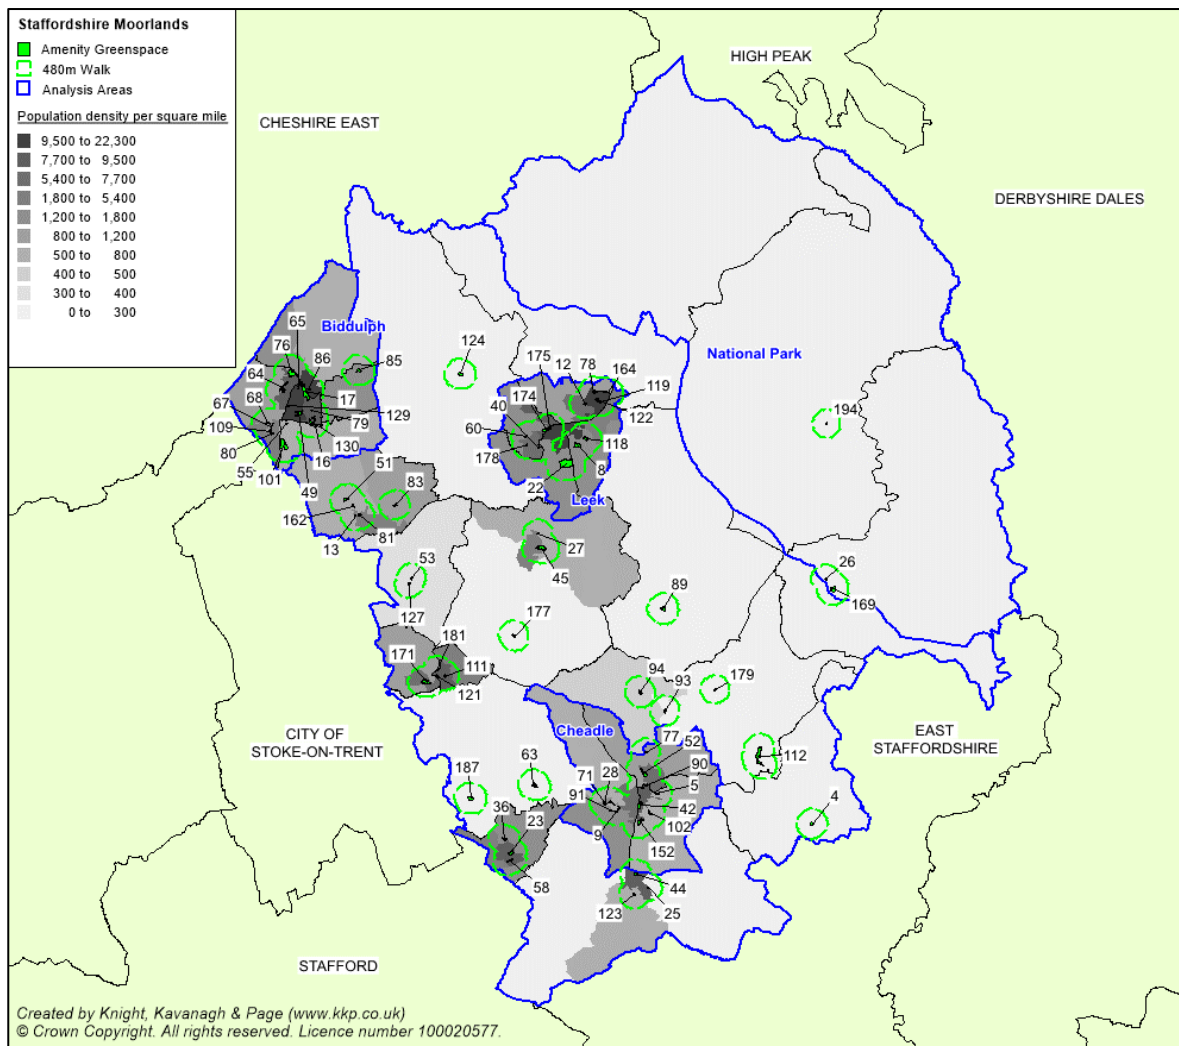 Staffordshire Moorlands
Amenity Greenspace
480m Walk
Analysis Areas
Population density per square mile
9,500 to 22,300
7,700 to 9,500
5,400 to 7,700
1,800 to 5,400
1,200 to 1,800
800 to 1,200
500 to 800
400 to 500
300 to 400
0 to 300
HIGH PEAK
CHESHIRE EAST
DERBYSHIRE DALES
Biddulph
National Park
65
76
86
85
64
17
67
68
129
79
109
80
130
55
16
101
49
124
175
12
78
164
174
119
40
122
60
118
178
8
22
Leek
194
51
83
162
13
81
53
127
27
45
26
169
89
177
181
171
111
121
94
93
179
CITY OF
STOKE-ON-TRENT
Cheadle
EAST
STAFFORDSHIRE
77
52
90
112
63
71
28
5
187
91
42
4
36
23
9
102
152
58
44
123
25
STAFFORD
Created by Knight, Kavanagh & Page (www.kkp.co.uk)
© Crown Copyright. All rights reserved. Licence number 100020577.